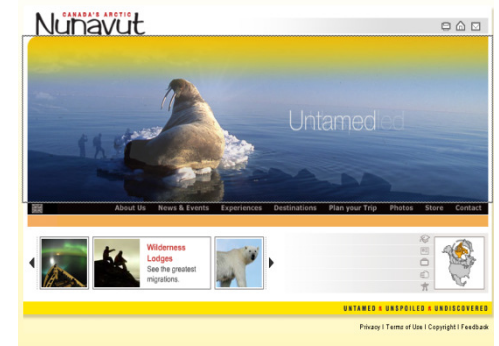 CANADA'S ARCTIC
Nunavut
Untamed
About Us News & Events Experiences Destinations Plan your Trip Photos Store Contact
Wilderness
Lodges
See the greatest
migrations.
UNTAMED UNSPOILED UNDISCOVERED
Privacy | Terms of Use | Copyright | Feedback